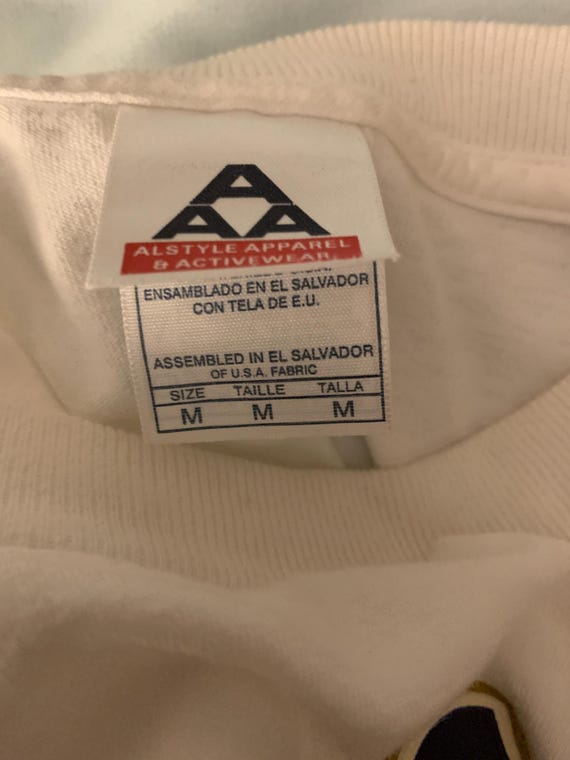 A
A A
ALSTYLE APPAREL
& ACTIVEWEAR
ENSAMBLADO EN EL SALVADOR
CON TELA DE E.U.
ASSEMBLED IN EL SALVADOR
OF U.S.A. FABRIC
SIZE TAILLE TALLA
M M M